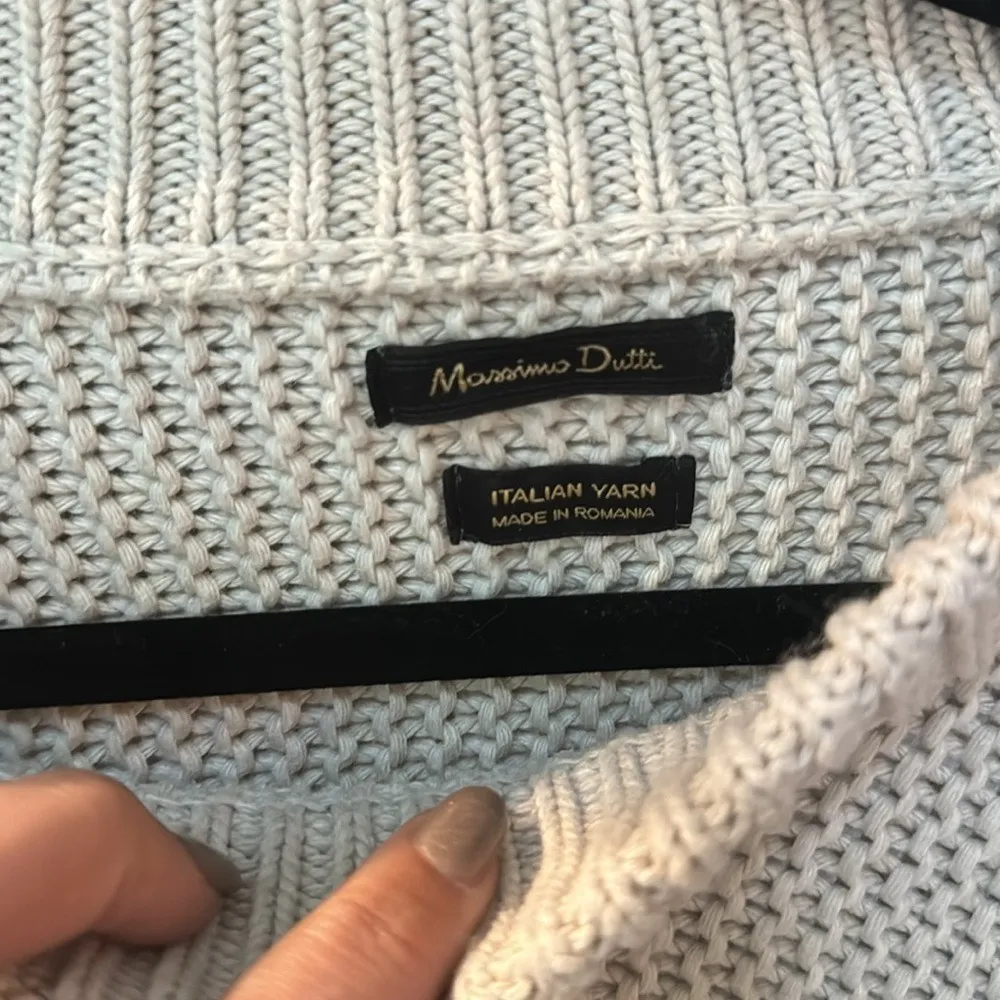 Massimo Dutti
ITALIAN YARN
MADE IN ROMANIA